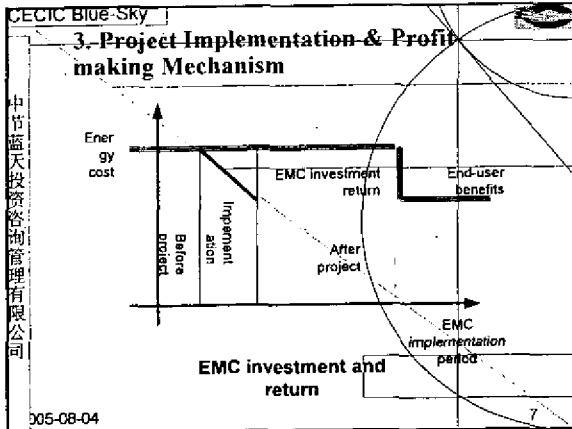 CECIC Blue-Sky
3. Project Implementation & Profit
making Mechanism
中节蓝天投资咨询管理有限公司
Ener
gy
cost
EMC investment
return
End-user
benefits
Before
project
Impement
ation
After
project
EMC
implementation
period
EMC investment and
return
005-08-04
7